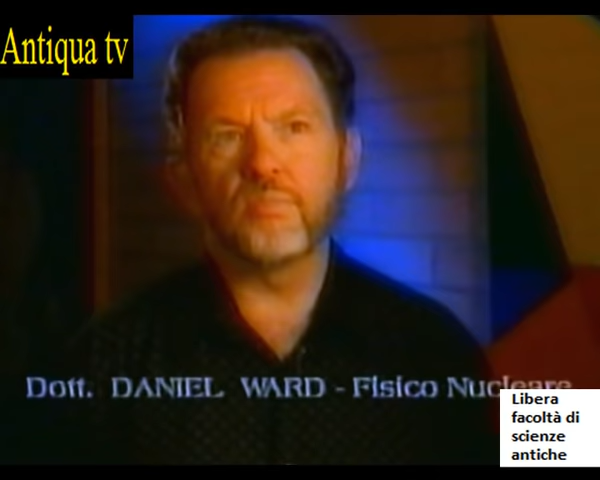 Antiqua tv
Dott. DANIEL WARD - Fisico Nucleare
Libera
facoltà di
scienze
antiche